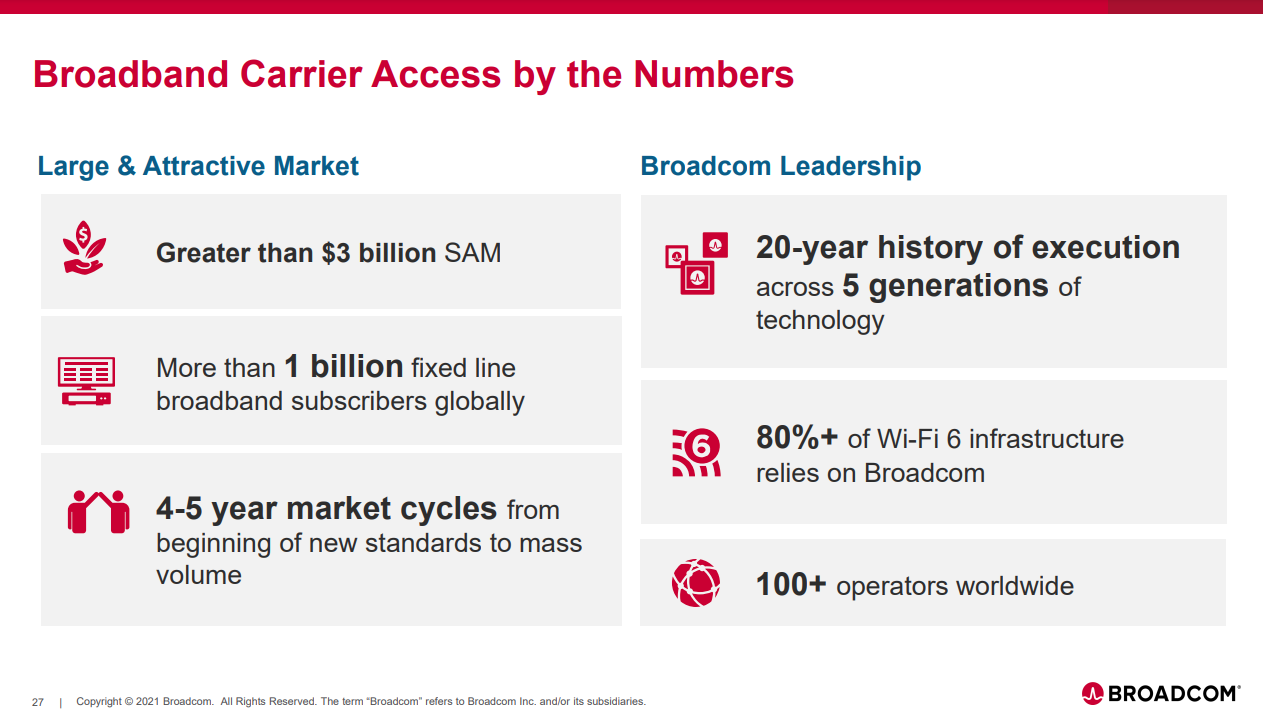 Broadband Carrier Access by the Numbers
Large & Attractive Market
Greater than $3 billion SAM
More than 1 billion fixed line
broadband subscribers globally
4-5 year market cycles from
beginning of new standards to mass
volume
Broadcom Leadership
20-year history of execution
across 5 generations of
technology
6
80%+ of Wi-Fi 6 infrastructure
relies on Broadcom
100+ operators worldwide
27 | Copyright © 2021 Broadcom. All Rights Reserved. The term “Broadcom” refers to Broadcom Inc. and/or its subsidiaries.
BROADCOM®